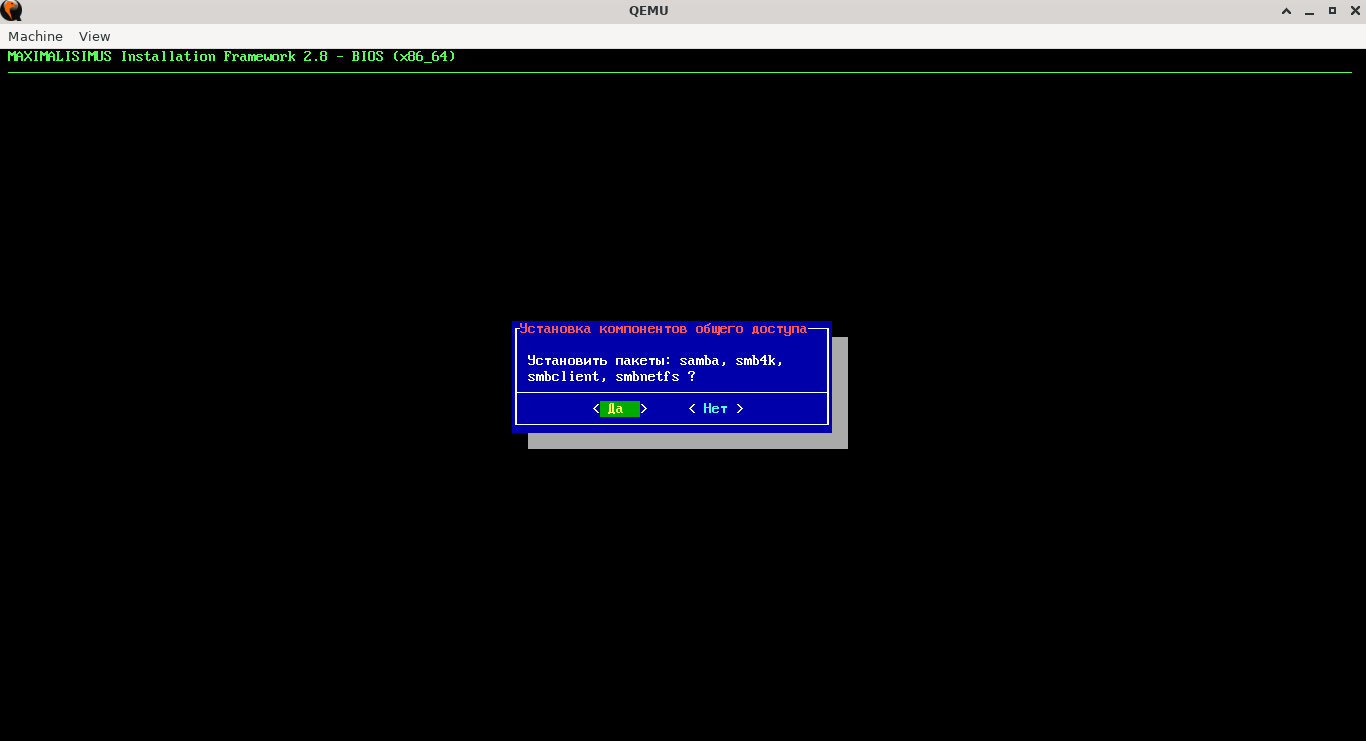 QEMU
Machine View
MAXIMALISIMUS Installation Framework 2.8 - BIOS (x86_64)
Установка компонентов общего доступа
Установить пакеты: samba, smb4k,
smbclient, smbnetfs ?
< Да > < Нет >